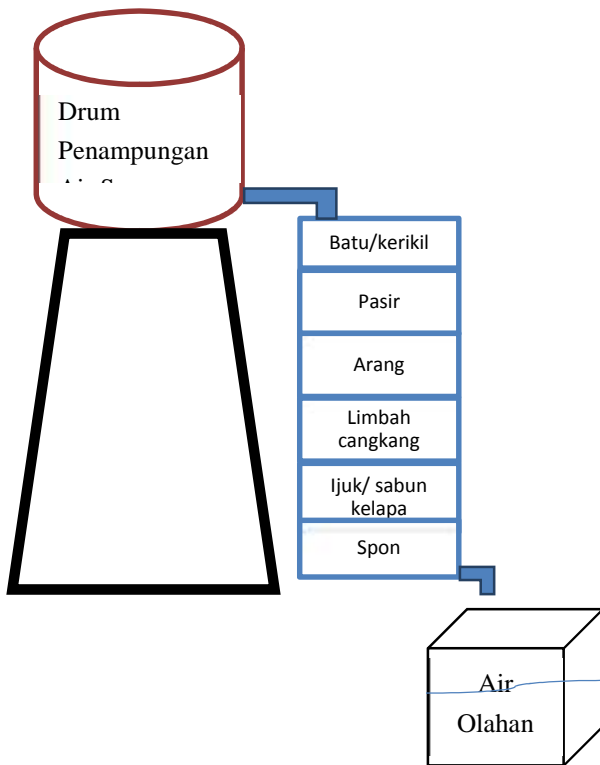 Drum
Penampungan
Batu/kerikil
Pasir
Arang
Limbah
cangkang
Ijuk/ sabun
kelapa
Spon
Air
Olahan